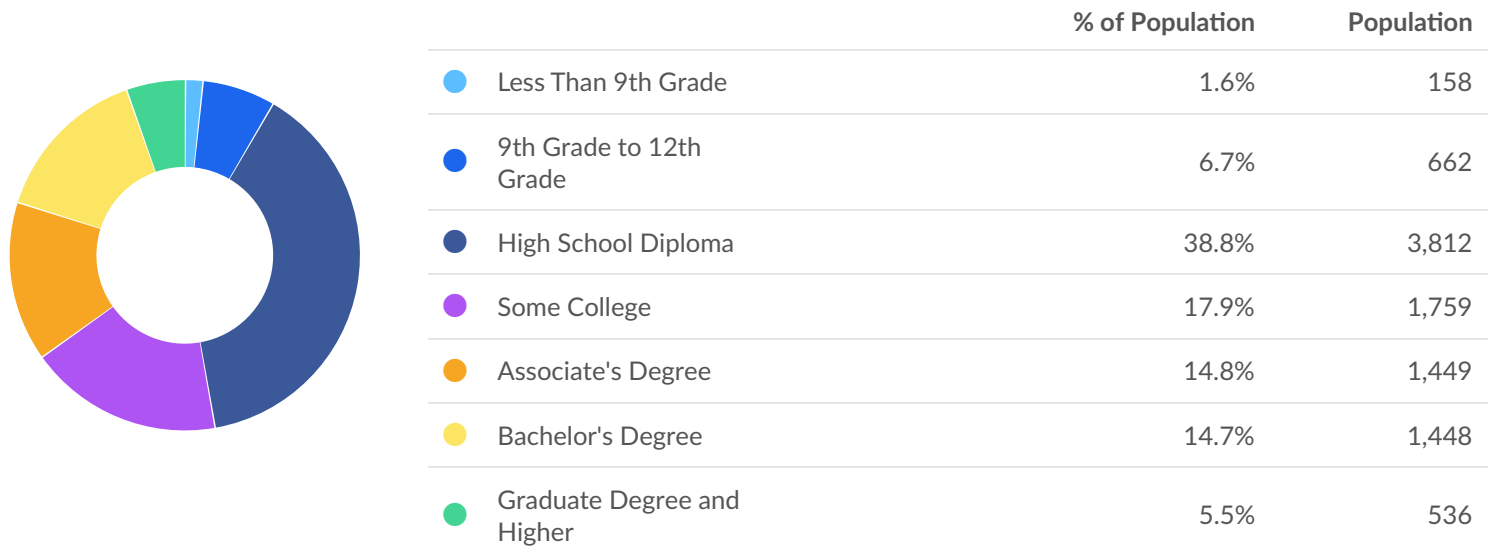 % of Population Population
Less Than 9th Grade 1.6% 158
9th Grade to 12th
Grade 6.7% 662
High School Diploma 38.8% 3,812
Some College 17.9% 1,759
Associate's Degree 14.8% 1,449
Bachelor's Degree 14.7% 1,448
Graduate Degree and
Higher 5.5% 536